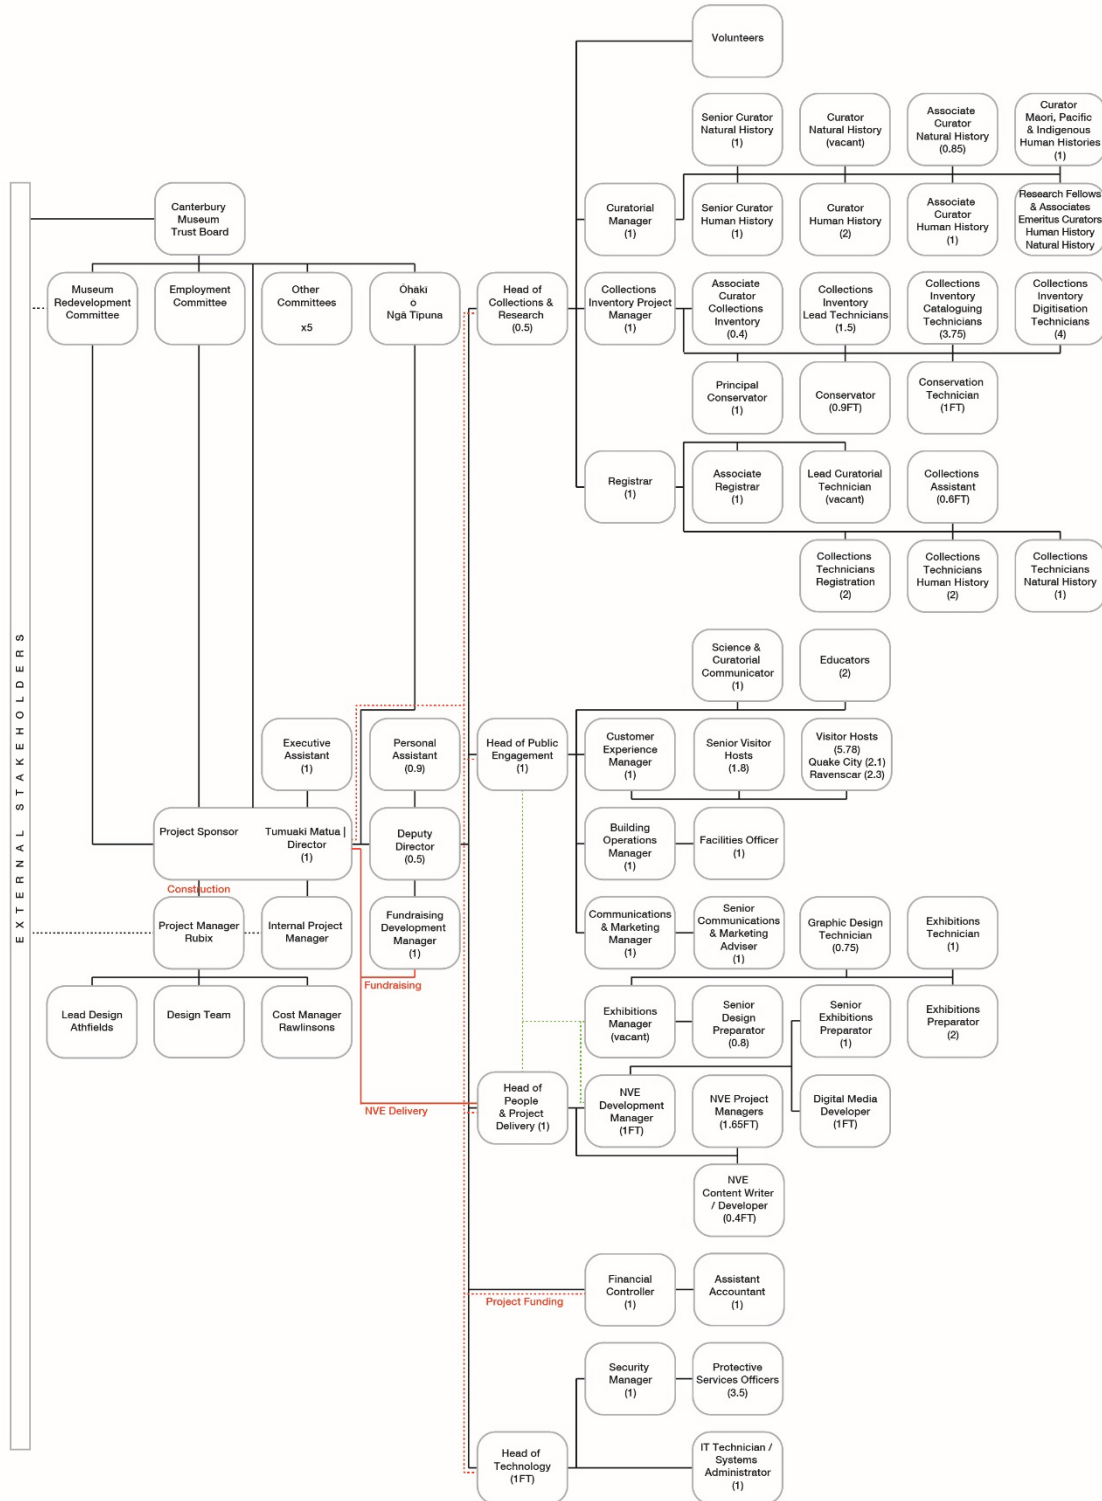 Volunteers
Senior Curator
Natural History
(1)
Curator
Natural History
(vacant)
Associate
Curator
Natural History
(0.85)
Curator
Maori, Pacific
& Indigenous
Human Histories
(1)
Canterbury
Museum
Trust Board
Curatorial
Manager
(1)
Senior Curator
Human History
(1)
Curator
Human History
(2)
Associate
Curator
Human History
(1)
Research Fellows
& Associates
Emeritus Curators
Human History
Natural History
Museum
Redevelopment
Committee
Employment
Committee
Other
Committees
x5
Ōhākī
o
Ngā Tīpuna
Head of
Collections &
Research
(0.5)
Collections
Inventory Project
Manager
(1)
Associate
Curator
Collections
Inventory
(0.4)
Collections
Inventory
Lead Technicians
(1.5)
Collections
Inventory
Cataloguing
Technicians
(3.75)
Collections
Inventory
Digitisation
Technicians
(4)
Principal
Conservator
(1)
Conservator
(0.9FT)
Conservation
Technician
(1FT)
Registrar
(1)
Associate
Registrar
(1)
Lead Curatorial
Technician
(vacant)
Collections
Assistant
(0.6FT)
Collections
Technicians
Registration
(2)
Collections
Technicians
Human History
(2)
Collections
Technicians
Natural History
(1)
EXTERNAL STAKEHOLDERS
Science &
Curatorial
Communicator
(1)
Educators
(2)
Executive
Assistant
(1)
Personal
Assistant
(0.9)
Head of Public
Engagement
(1)
Customer
Experience
Manager
(1)
Senior Visitor
Hosts
(1.8)
Visitor Hosts
(5.78)
Quake City (2.1)
Ravenscar (2.3)
Project Sponsor
Tumuaki Matua |
Director
(1)
Deputy
Director
(0.5)
Building
Operations
Manager
(1)
Facilities Officer
(1)
Construction
Project Manager
Rubix
Internal Project
Manager
Fundraising
Development
Manager
(1)
Communications
& Marketing
Manager
(1)
Senior
Communications
& Marketing
Adviser
(1)
Graphic Design
Technician
(0.75)
Exhibitions
Technician
(1)
Fundraising
Lead Design
Athfields
Design Team
Cost Manager
Rawlinsons
Exhibitions
Manager
(vacant)
Senior
Design
Preparator
(0.8)
Senior
Exhibitions
Preparator
(1)
Exhibitions
Preparator
(2)
NVE Delivery
Head of
People
& Project
Delivery (1)
NVE
Development
Manager
(1FT)
NVE Project
Managers
(1.65FT)
Digital Media
Developer
(1FT)
NVE
Content Writer
/ Developer
(0.4FT)
Project Funding
Financial
Controller
(1)
Assistant
Accountant
(1)
Security
Manager
(1)
Protective
Services Officers
(3.5)
Head of
Technology
(1FT)
IT Technician /
Systems
Administrator
(1)